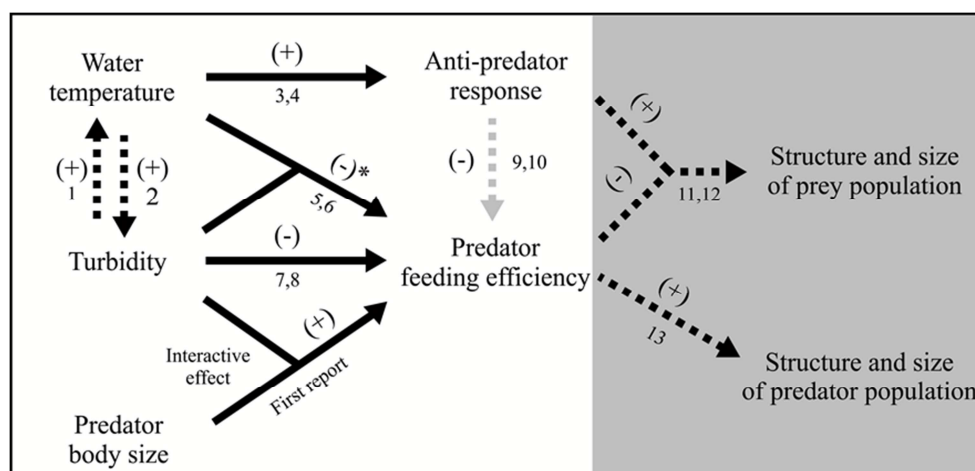 Water
temperature
(+)
3,4
Anti-predator
response
(+)
1
(+)
2
(-)*
5,6
(-)
9,10
(+)
(-)
11,12
Structure and size
of prey population
Turbidity
(-)
7,8
Predator
feeding efficiency
(+)
13
Interactive
effect
(+)
First report
Structure and size
of predator population
Predator
body size